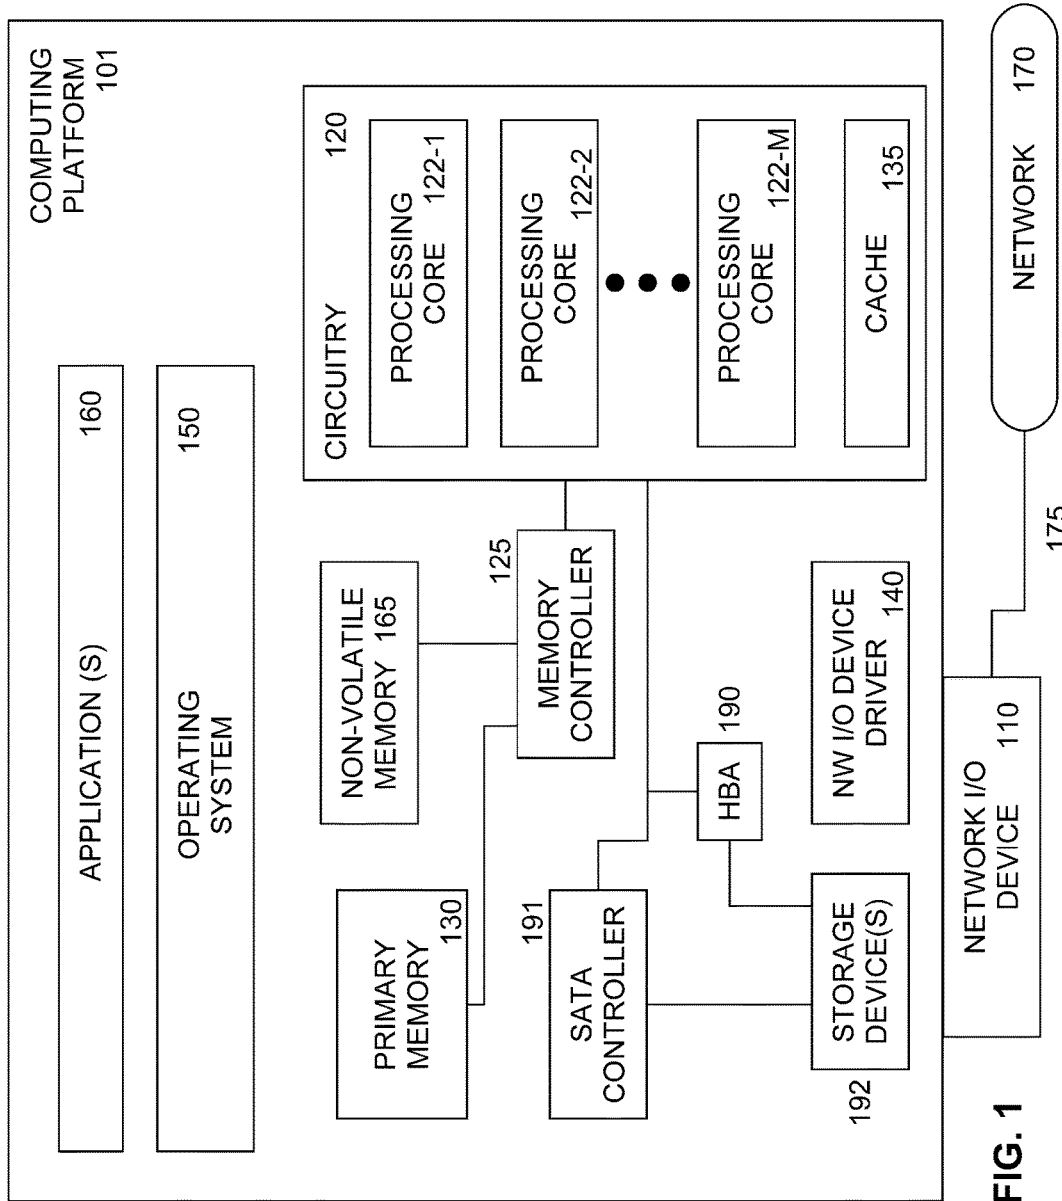 COMPUTING
PLATFORM
101
APPLICATION (S)
160
OPERATING
SYSTEM
150
PRIMARY
MEMORY
130
NON-VOLATILE
MEMORY 165
125
MEMORY
CONTROLLER
CIRCUITRY
120
PROCESSING
CORE
122-1
PROCESSING
CORE
122-2
PROCESSING
CORE
122-M
CACHE
135
191
SATA
CONTROLLER
HBA
190
STORAGE
DEVICE(S)
192
NW I/O DEVICE
DRIVER
140
NETWORK I/O
DEVICE
110
175
NETWORK
170
FIG. 1